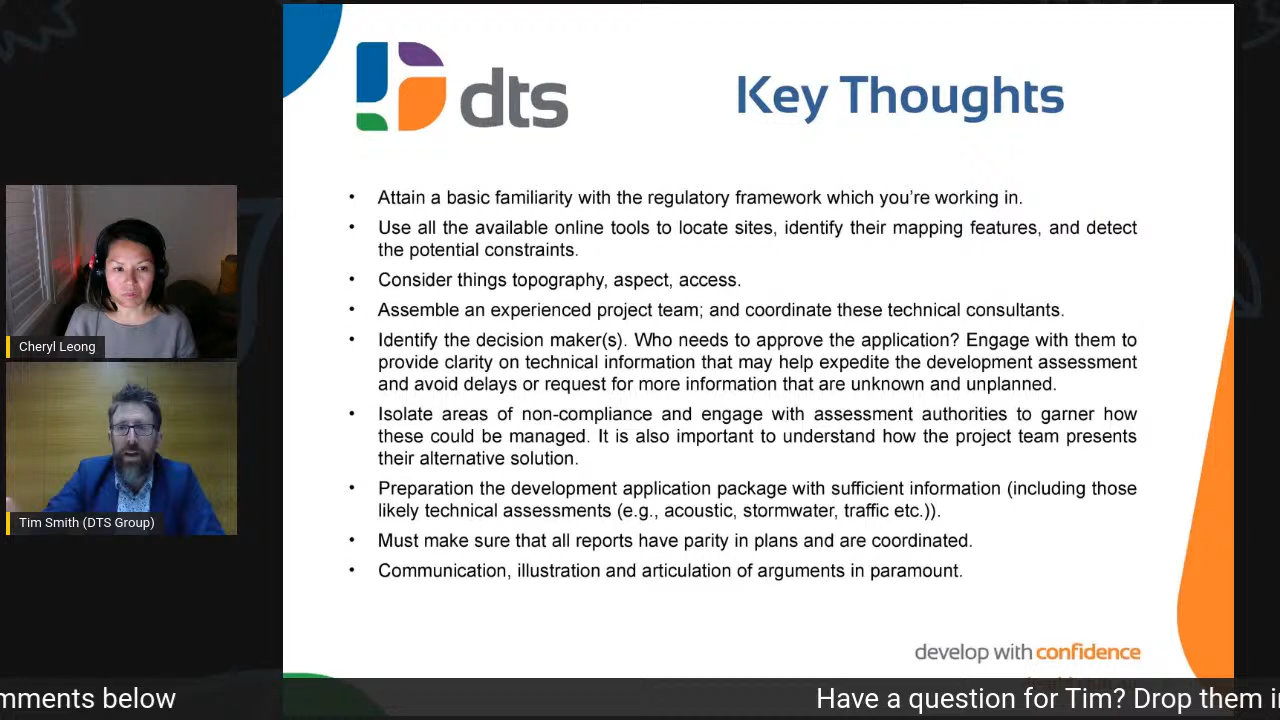 dts
Key Thoughts
• Attain a basic familiarity with the regulatory framework which you’re working in.
• Use all the available online tools to locate sites, identify their mapping features, and detect
the potential constraints.
• Consider things topography, aspect, access.
• Assemble an experienced project team; and coordinate these technical consultants.
• Identify the decision maker(s). Who needs to approve the application? Engage with them to
provide clarity on technical information that may help expedite the development assessment
and avoid delays or request for more information that are unknown and unplanned.
• Isolate areas of non-compliance and engage with assessment authorities to garner how
these could be managed. It is also important to understand how the project team presents
their alternative solution.
• Preparation the development application package with sufficient information (including those
likely technical assessments (e.g., acoustic, stormwater, traffic etc.)).
• Must make sure that all reports have parity in plans and are coordinated.
• Communication, illustration and articulation of arguments in paramount.
Cheryl Leong
Tim Smith (DTS Group)
develop with confidence
mments below
Have a question for Tim? Drop them i